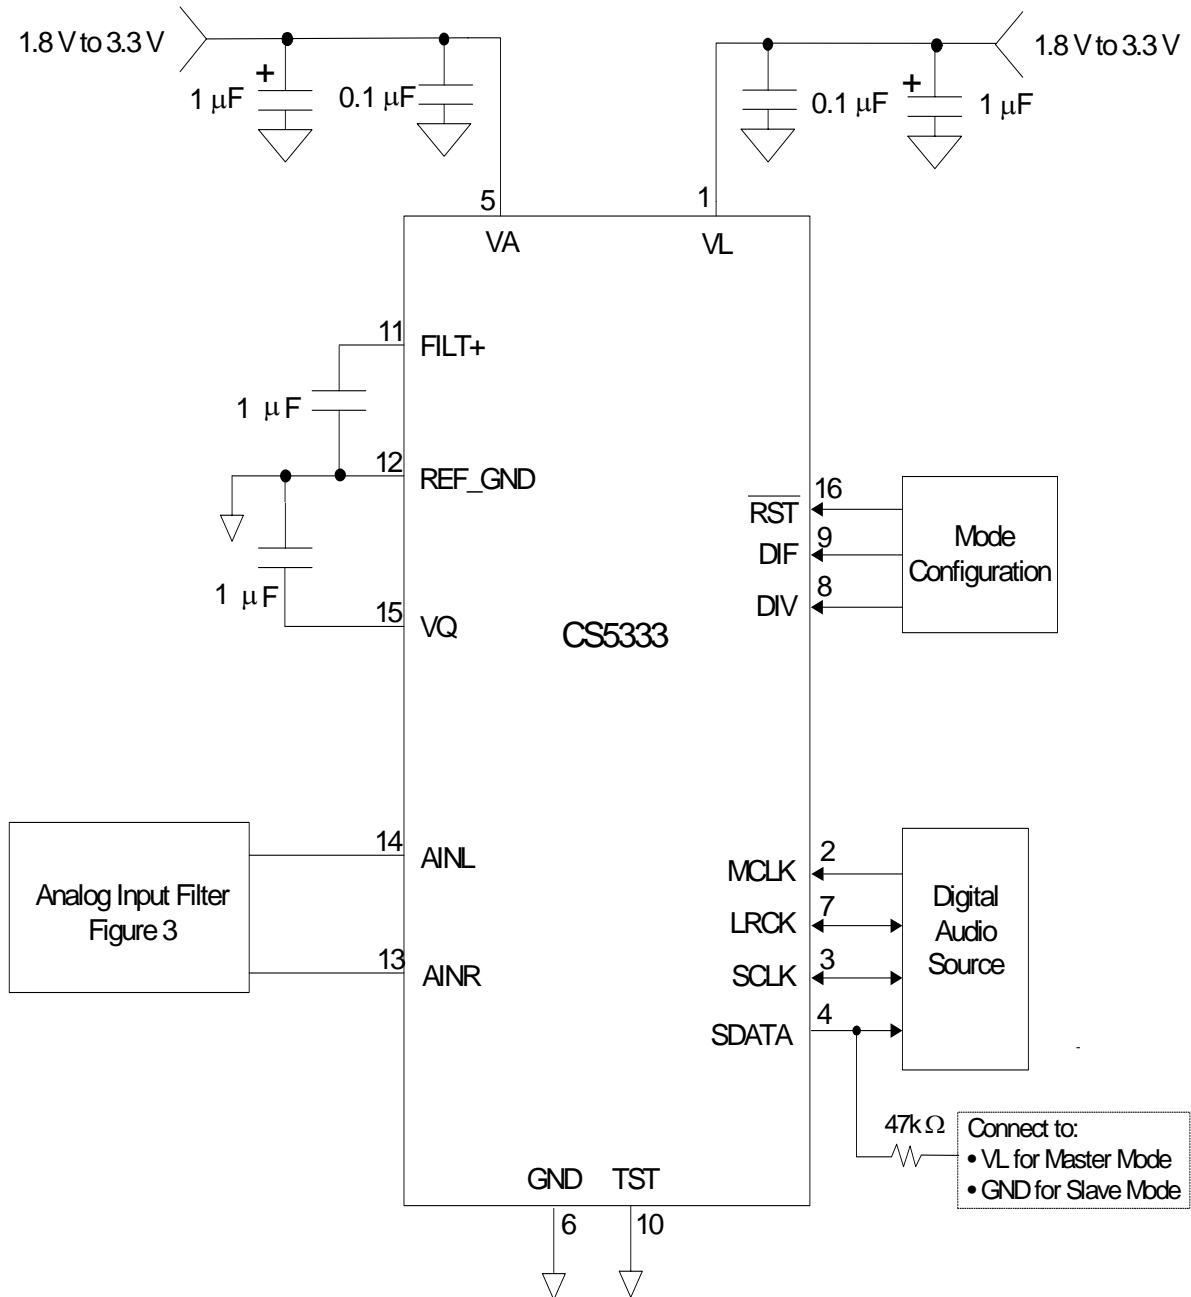 1.8 V to 3.3 V
1.8 V to 3.3 V
+
1 μF
0.1 μF
0.1 μF
+
1 μF
5
1
VA
VL
11
FILT+
1 μF
12
REF_GND
16
RST
9
DIF
8
DIV
Mode
Configuration
1 μF
15
VQ
CS5333
14
AINL
Analog Input Filter
Figure 3
13
AINR
2
MCLK
7
LRCK
3
SCLK
4
SDATA
Digital
Audio
Source
47k Ω
Connect to:
• VL for Master Mode
• GND for Slave Mode
GND
TST
6
10